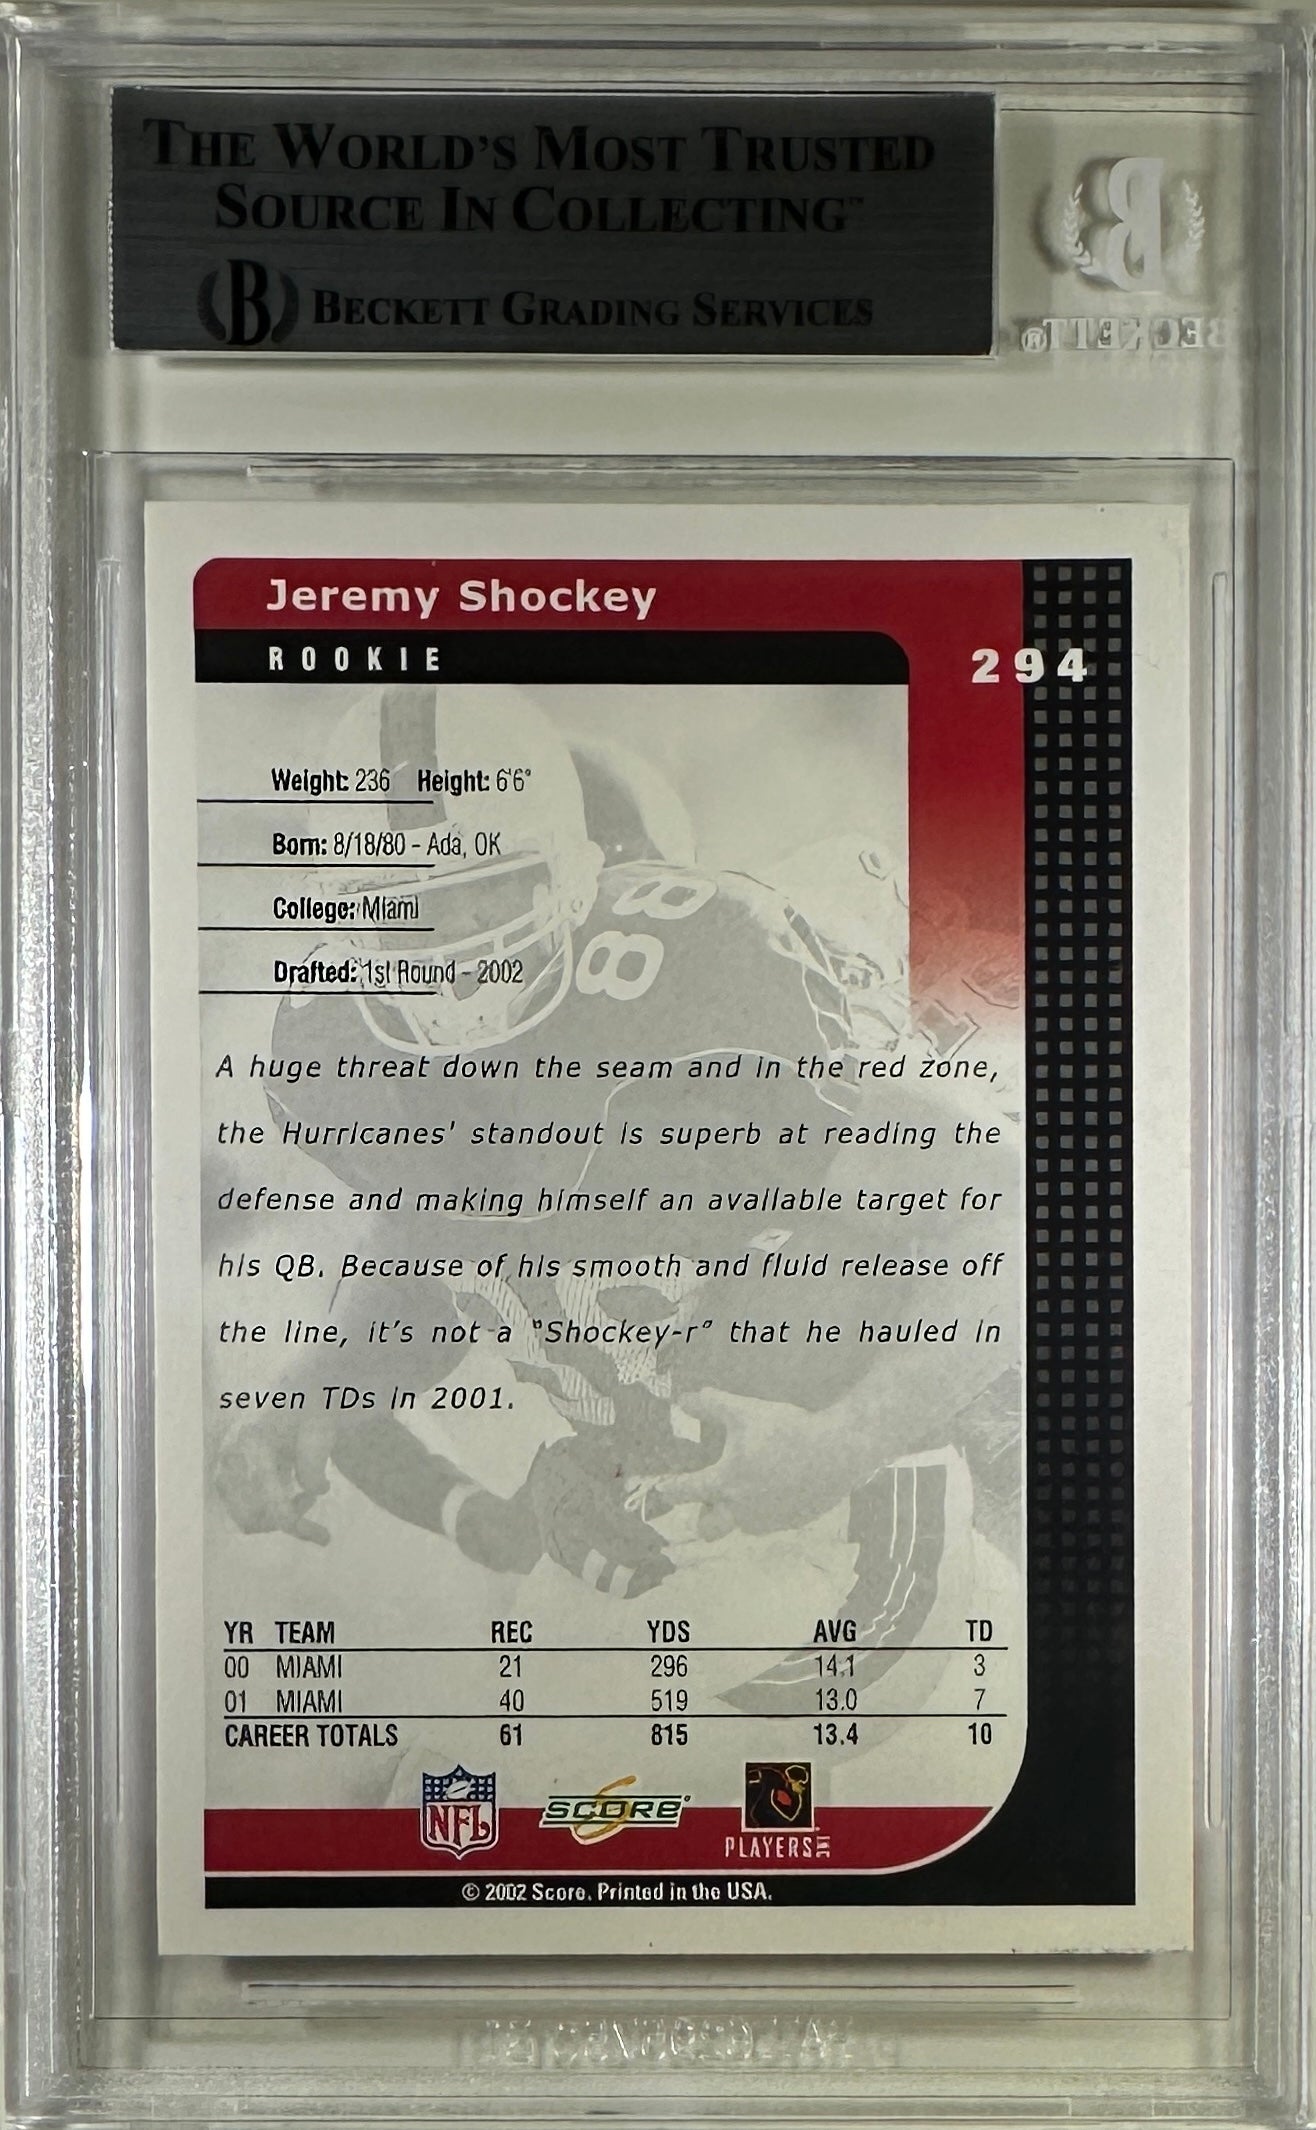 THE WORLD'S MOST TRUSTED
SOURCE IN COLLECTING™
B BECKETT GRADING SERVICES
B
BECKETT®
Jeremy Shockey
ROOKIE
294
Weight: 236 Height: 6'6"
Born: 8/18/80 - Ada, OK
College: Miami
Drafted: 1st Round - 2002
88
A huge threat down the seam and in the red zone,
the Hurricanes' standout is superb at reading the
defense and making himself an available target for
his QB. Because of his smooth and fluid release off
the line, it's not a "Shockey-r" that he hauled in
seven TDs in 2001.
YR TEAM REC YDS AVG TD
00 MIAMI 21 296 14.1 3
01 MIAMI 40 519 13.0 7
CAREER TOTALS 61 815 13.4 10
NFL SCORE® PLAYERS INC
© 2002 Score. Printed in the USA.